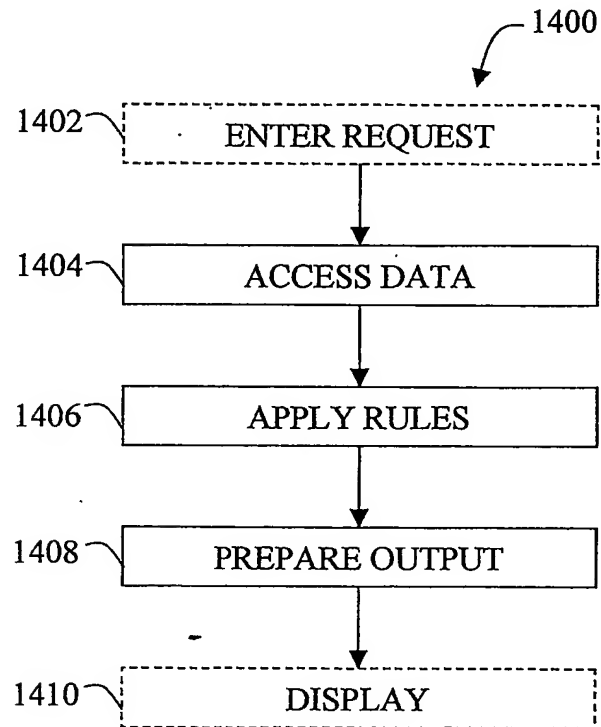 1400
1402 ENTER REQUEST
1404 ACCESS DATA
1406 APPLY RULES
1408 PREPARE OUTPUT
1410 DISPLAY